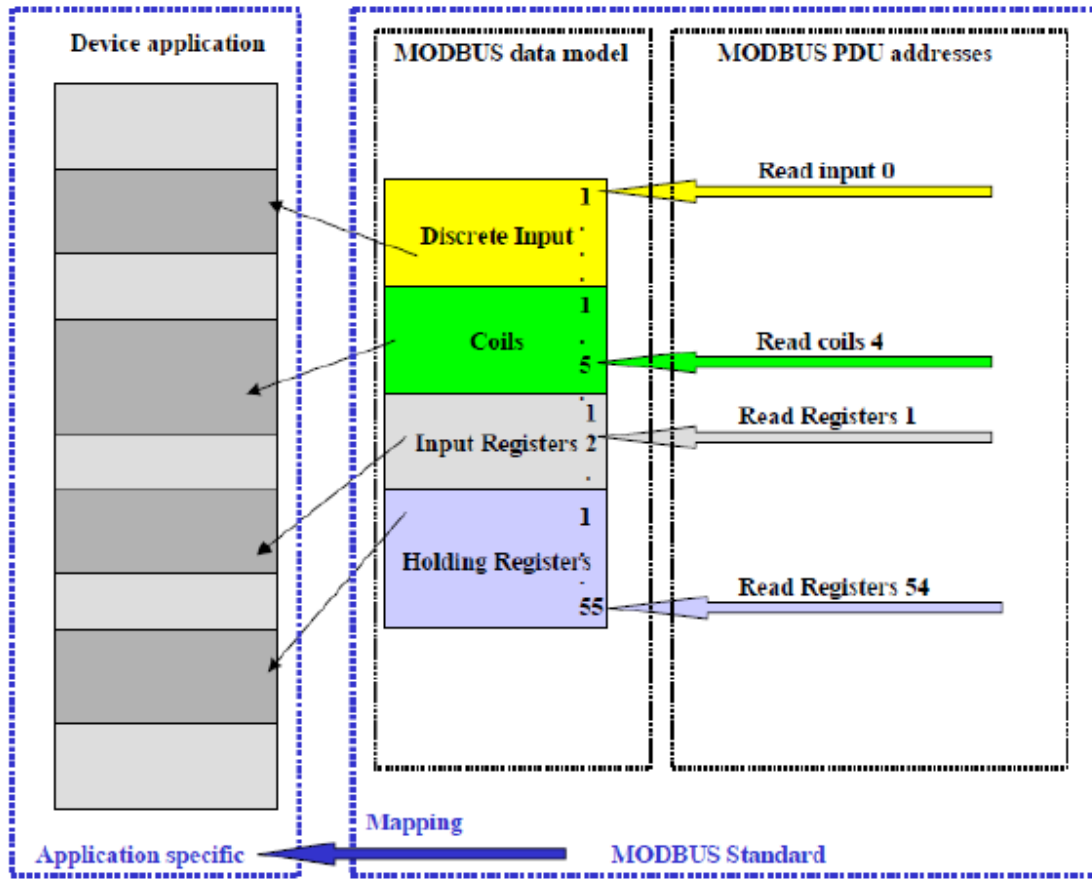 Device application
MODBUS data model
MODBUS PDU addresses
Read input 0
1
.
Discrete Input
.
.
1
Coils
.
5
Read coils 4
.
1
Input Registers 2
.
Read Registers 1
1
.
Holding Registers
.
55
Read Registers 54
Mapping
Application specific
MODBUS Standard